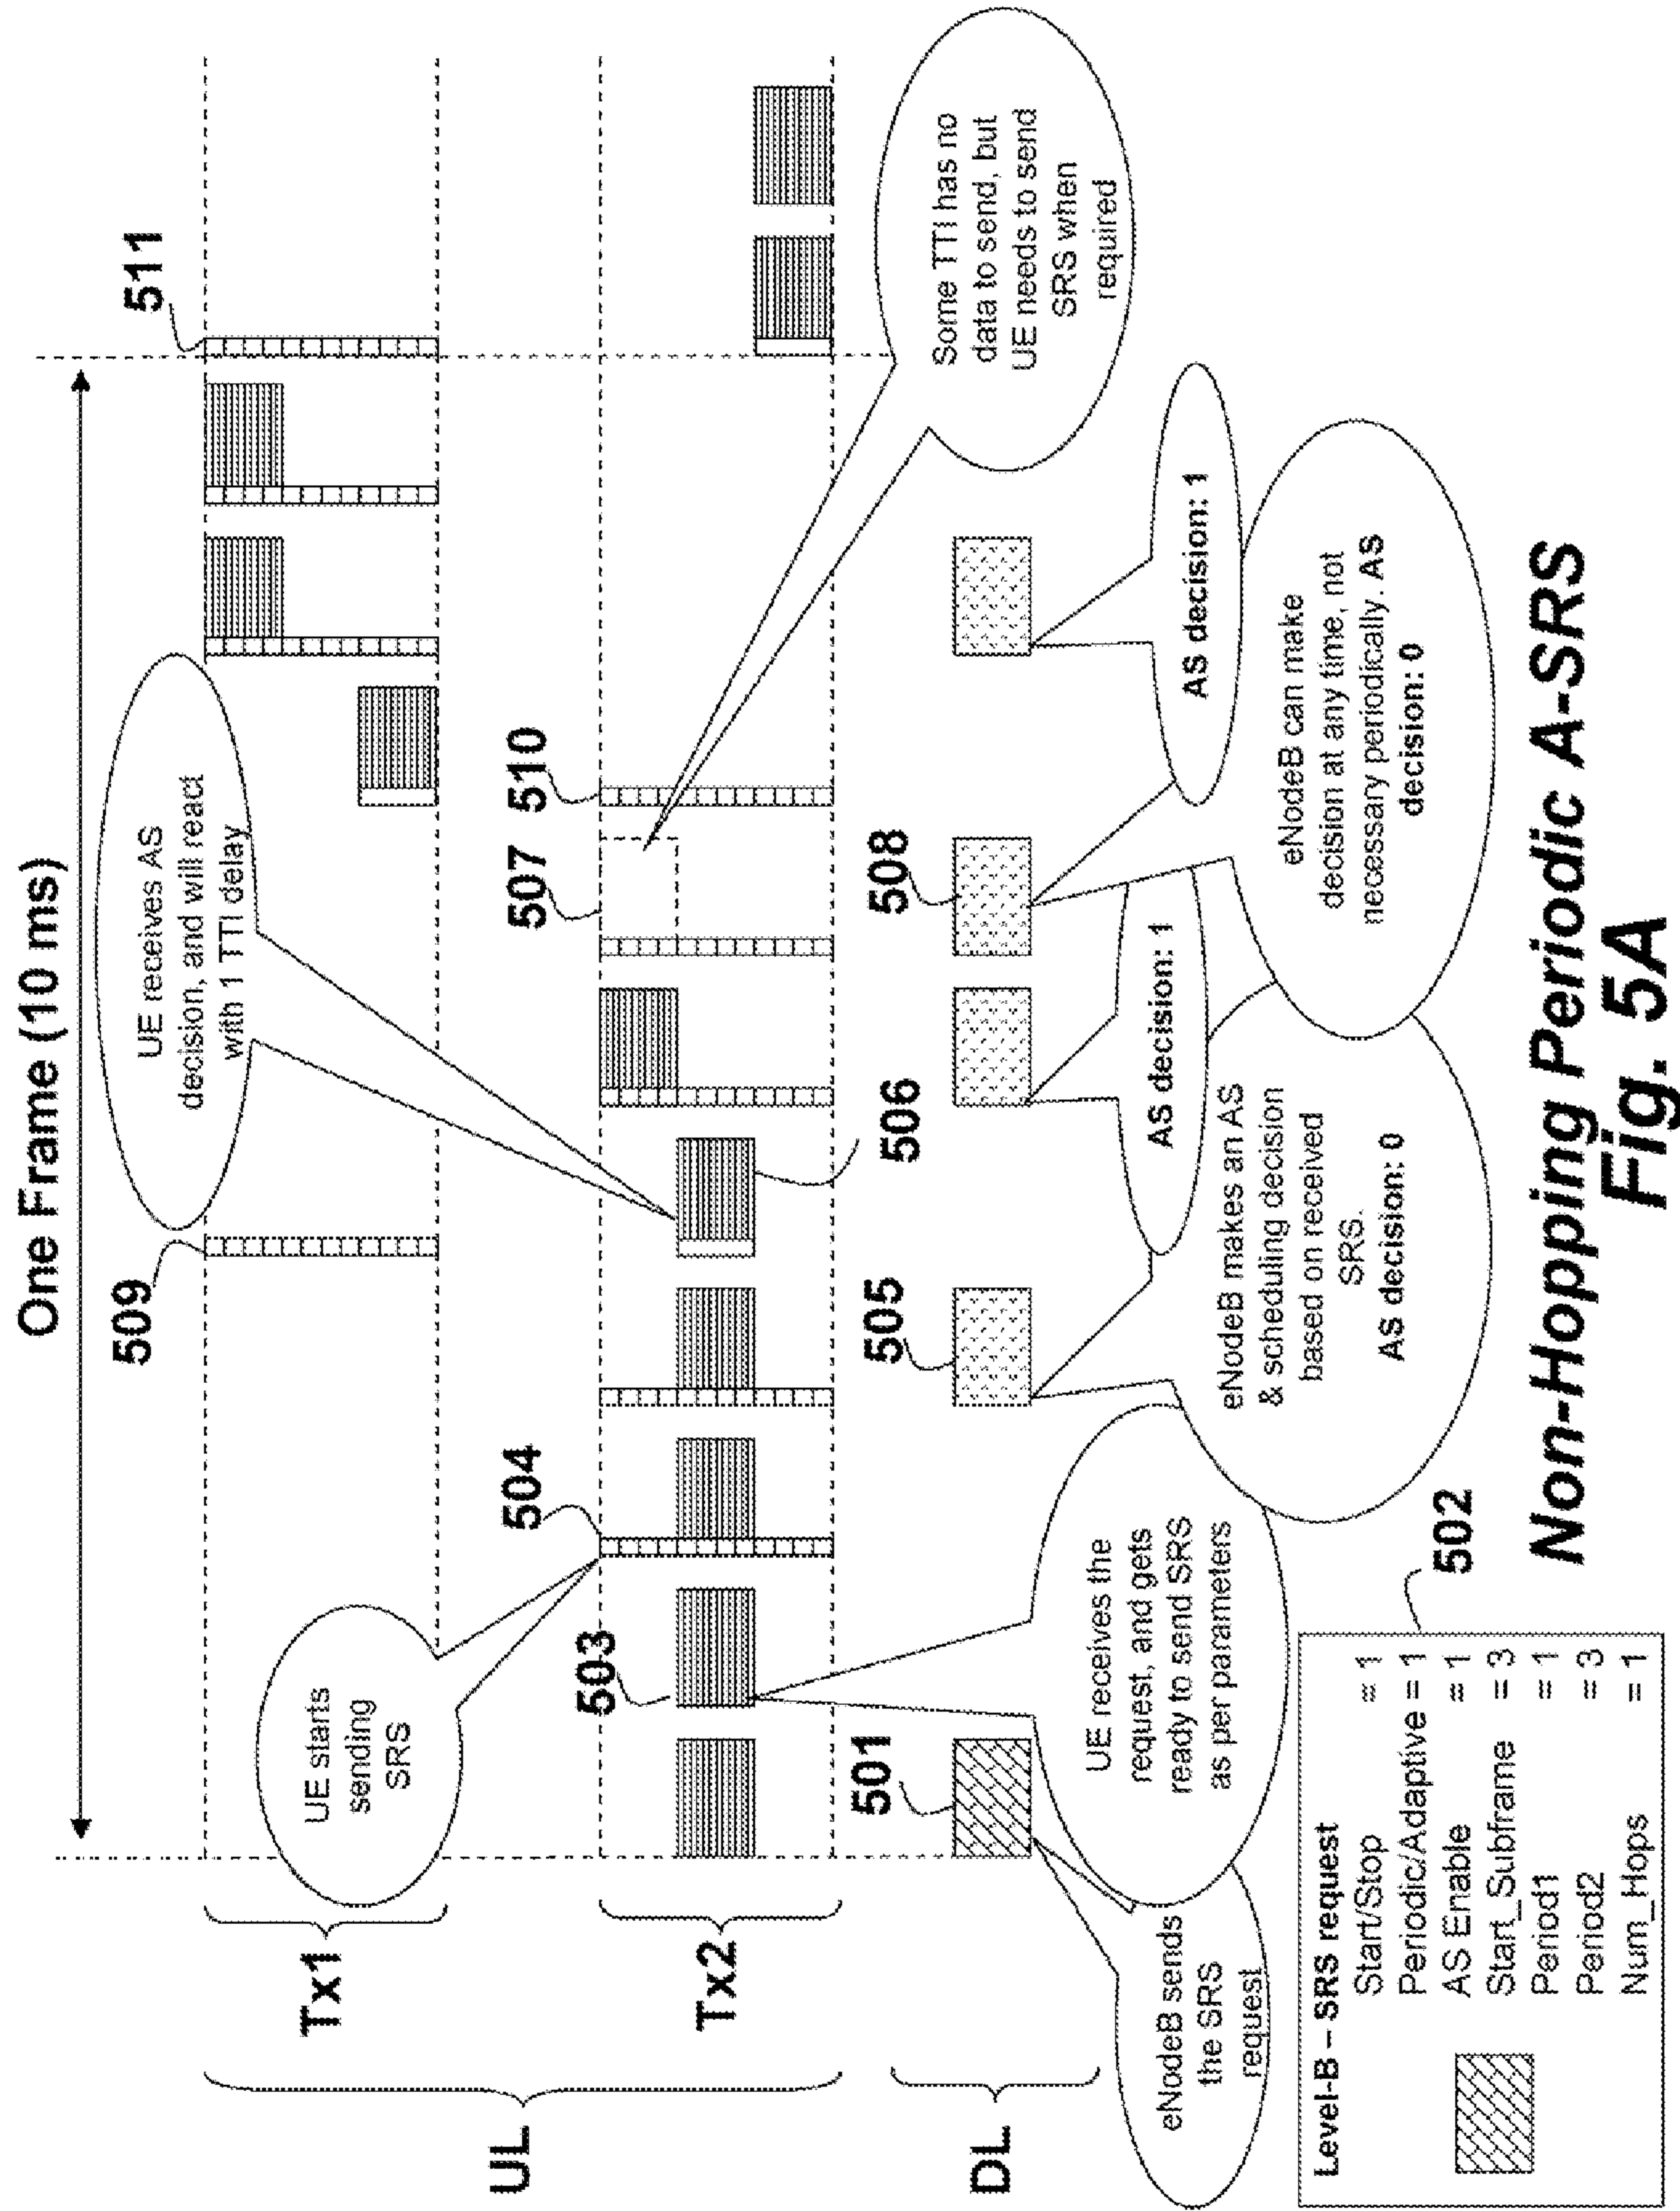 One Frame (10 ms)
511
509
UE receives AS
decision, and will react
with 1 TTI delay
Tx1
UE starts
sending
SRS
504
503
507
510
506
Tx2
UL
Some TTI has no
data to send, but
UE needs to send
SRS when
required
501
505
508
DL
eNodeB sends
the SRS
request
UE receives the
request, and gets
ready to send SRS
as per parameters
eNodeB makes an AS
& scheduling decision
based on received
SRS.
AS decision: 0
AS decision: 1
eNodeB can make
decision at any time, not
necessary periodically. AS
decision: 0
AS decision: 1
Level-B – SRS request
Start/Stop = 1
Periodic/Adaptive = 1
AS Enable = 1
Start_Subframe = 3
Period1 = 1
Period2 = 3
Num_Hops = 1
502
Non-Hopping Periodic A-SRS
Fig. 5A